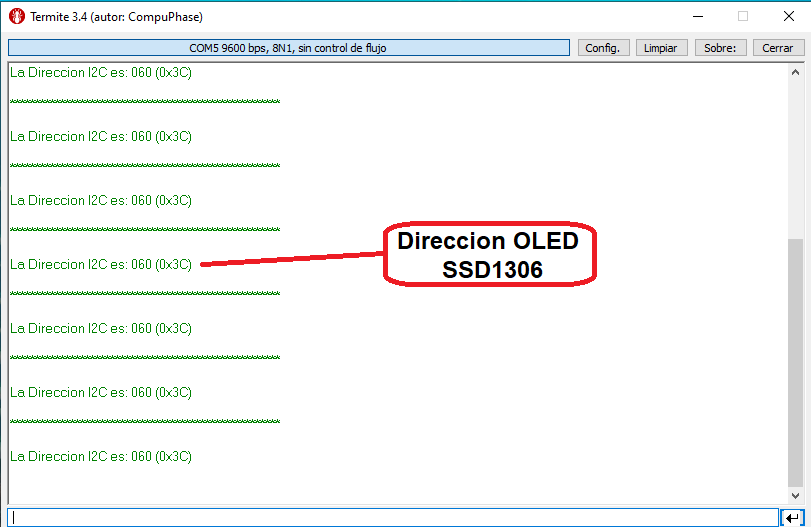 Termite 3.4 (autor: CompuPhase)
COM5 9600 bps, 8N1, sin control de flujo
Config.
Limpiar
Sobre:
Cerrar
La Direccion I2C es: 060 (0x3C)
*******************************************************
La Direccion I2C es: 060 (0x3C)
*******************************************************
La Direccion I2C es: 060 (0x3C)
*******************************************************
La Direccion I2C es: 060 (0x3C)
Direccion OLED
SSD1306
*******************************************************
La Direccion I2C es: 060 (0x3C)
*******************************************************
La Direccion I2C es: 060 (0x3C)
*******************************************************
La Direccion I2C es: 060 (0x3C)